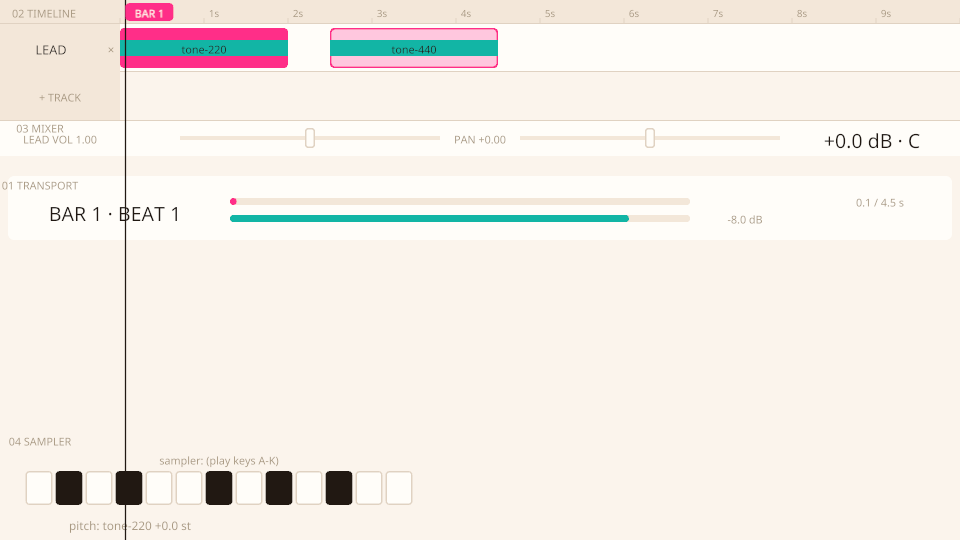 02 TIMELINE BAR 1 1s 2s 3s 4s 5s 6s 7s 8s 9s
LEAD × tone-220 tone-440
+ TRACK
03 MIXER
LEAD VOL 1.00 PAN +0.00 +0.0 dB · C
01 TRANSPORT
BAR 1 · BEAT 1 0.1 / 4.5 s
-8.0 dB
04 SAMPLER
sampler: (play keys A-K)
pitch: tone-220 +0.0 st